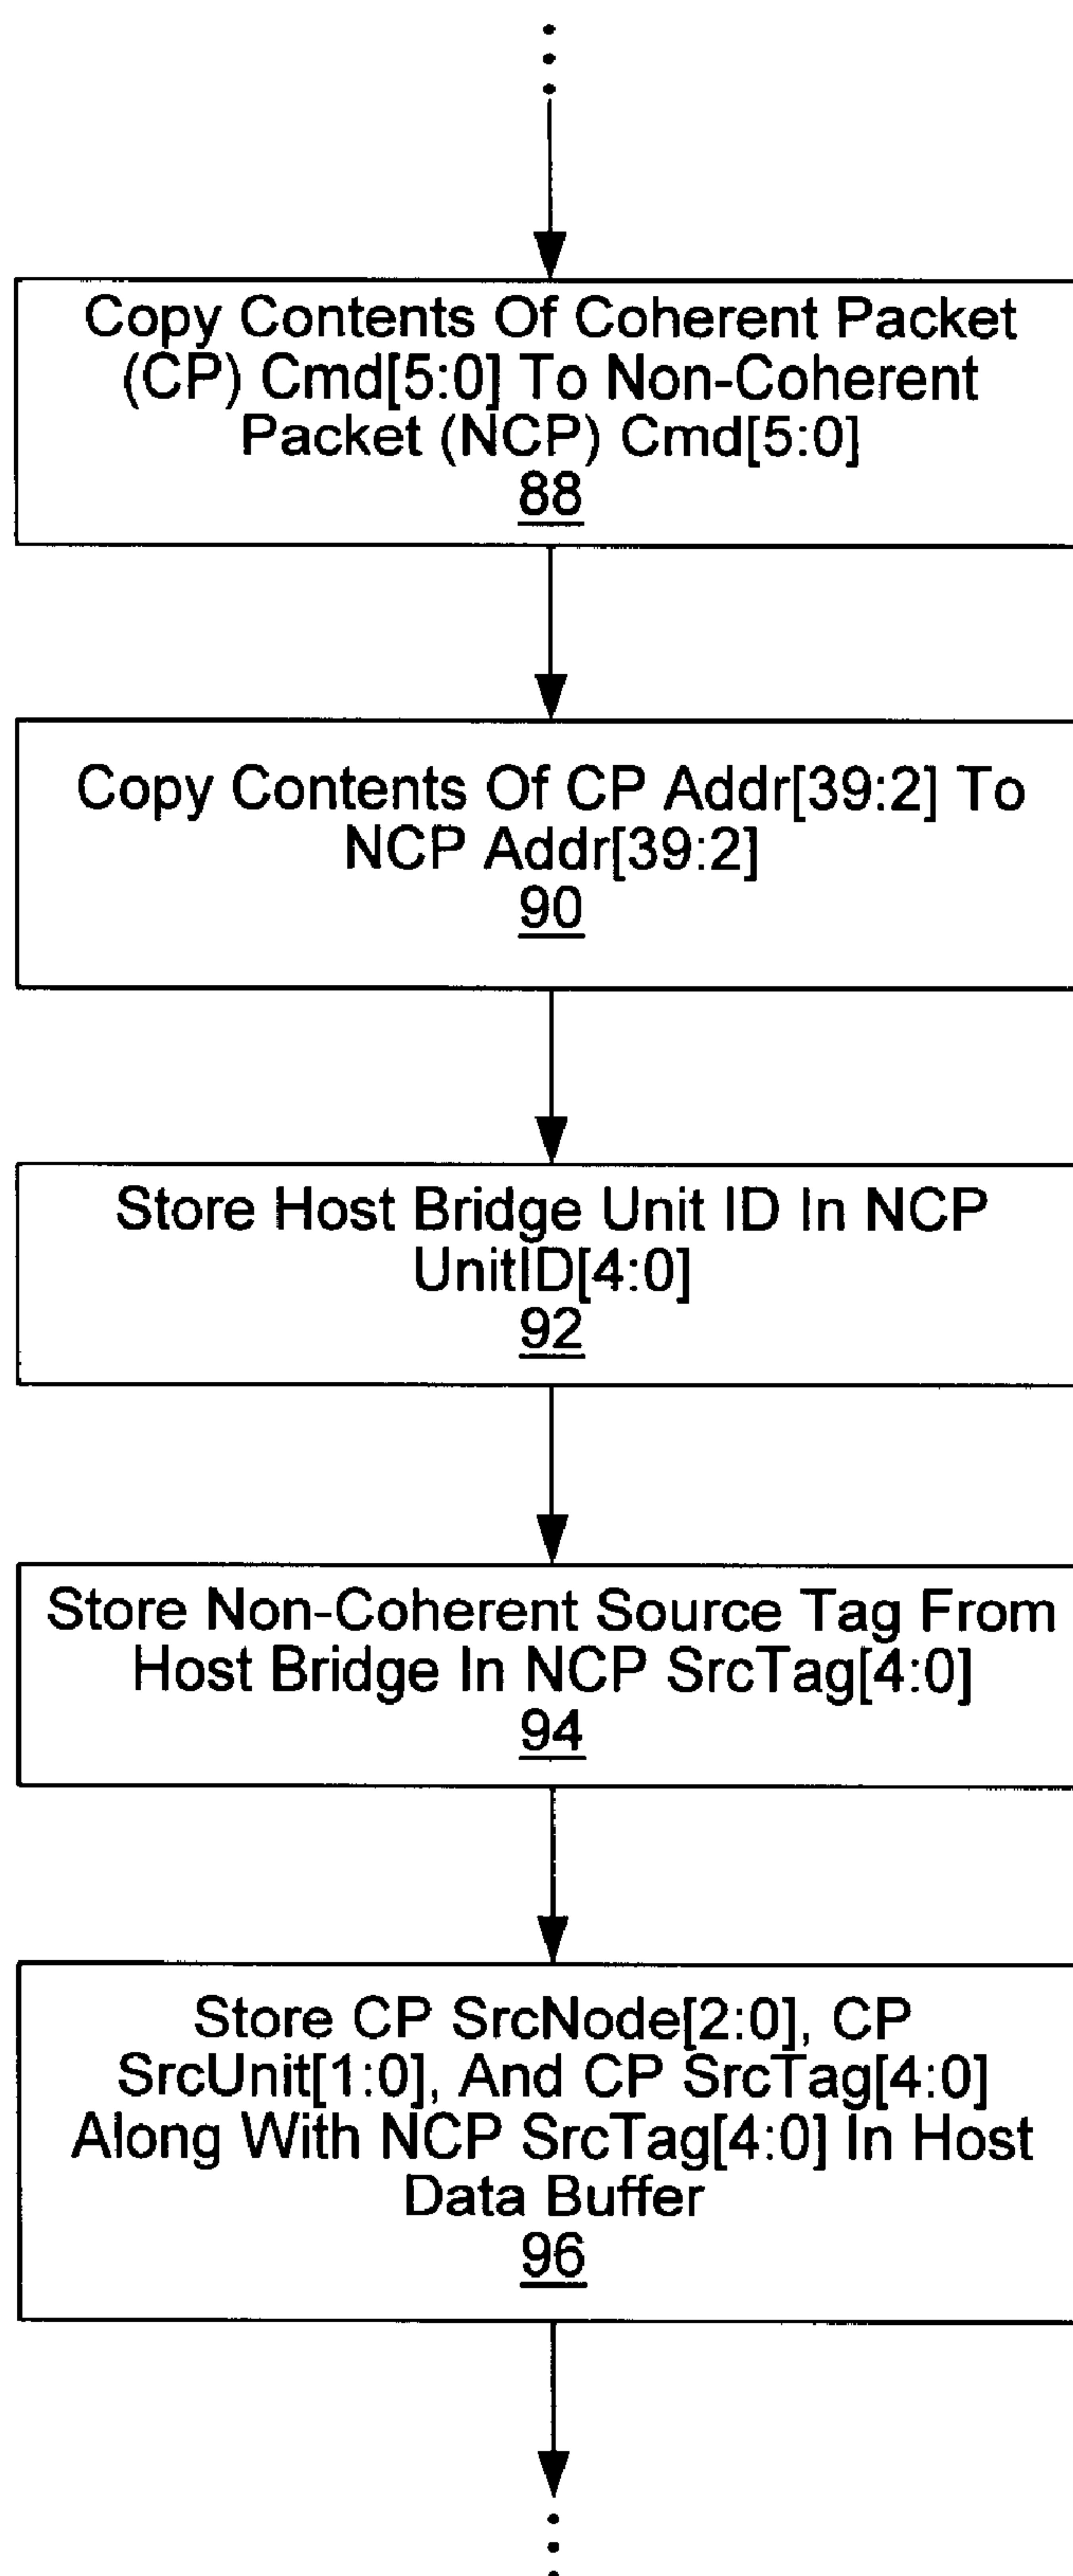 Copy Contents Of Coherent Packet
(CP) Cmd[5:0] To Non-Coherent
Packet (NCP) Cmd[5:0]
88
Copy Contents Of CP Addr[39:2] To
NCP Addr[39:2]
90
Store Host Bridge Unit ID In NCP
UnitID[4:0]
92
Store Non-Coherent Source Tag From
Host Bridge In NCP SrcTag[4:0]
94
Store CP SrcNode[2:0], CP
SrcUnit[1:0], And CP SrcTag[4:0]
Along With NCP SrcTag[4:0] In Host
Data Buffer
96